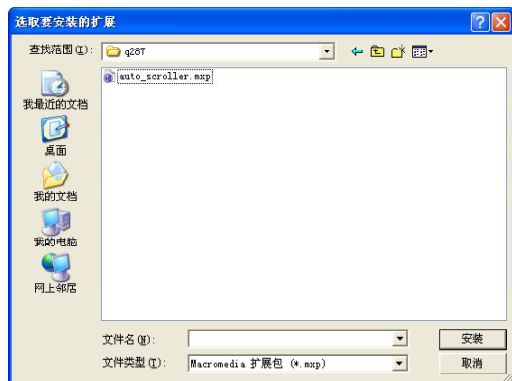 选取要安装的扩展
查找范围(I):
q287
auto_scroller.mxp
我最近的文档
桌面
我的文档
我的电脑
网上邻居
文件名(N):
安装
文件类型(T):
Macromedia 扩展包 (*.mxp)
取消